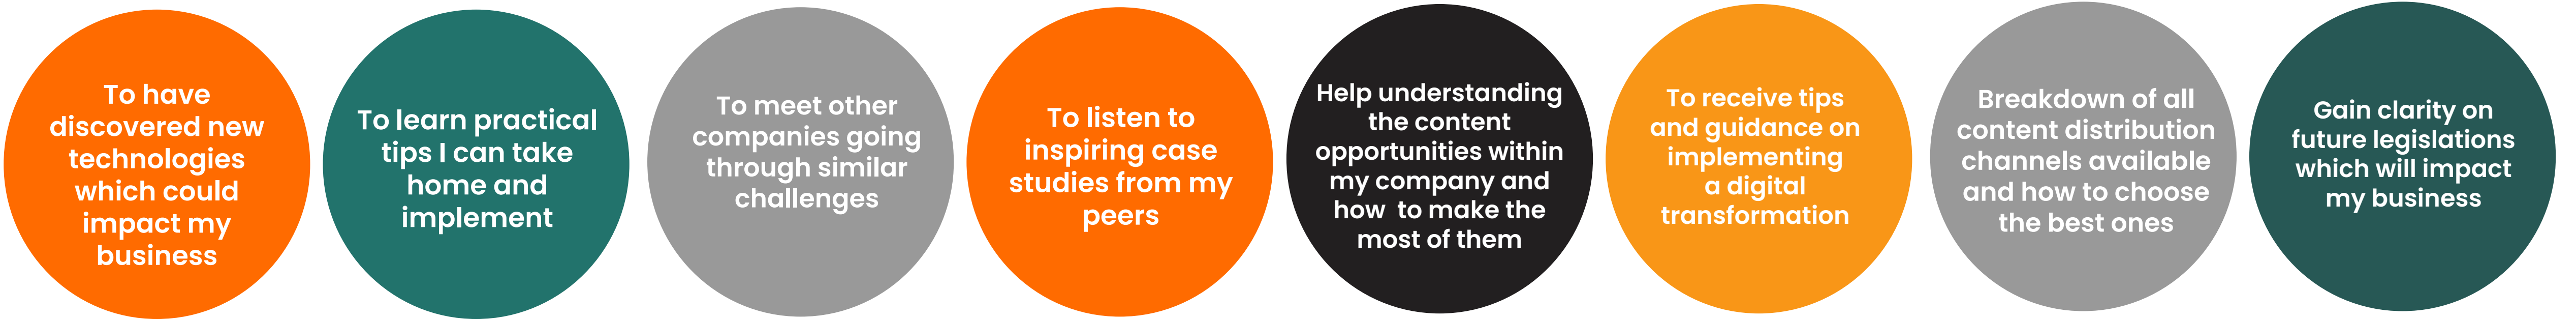 To have
discovered new
technologies
which could
impact my
business
To learn practical
tips I can take
home and
implement
To meet other
companies going
through similar
challenges
To listen to
inspiring case
studies from my
peers
Help understanding
the content
opportunities within
my company and
how  to make the
most of them
To receive tips
and guidance on
implementing
a digital
transformation
Breakdown of all
content distribution
channels available
and how to choose
the best ones
Gain clarity on
future legislations
which will impact
my business